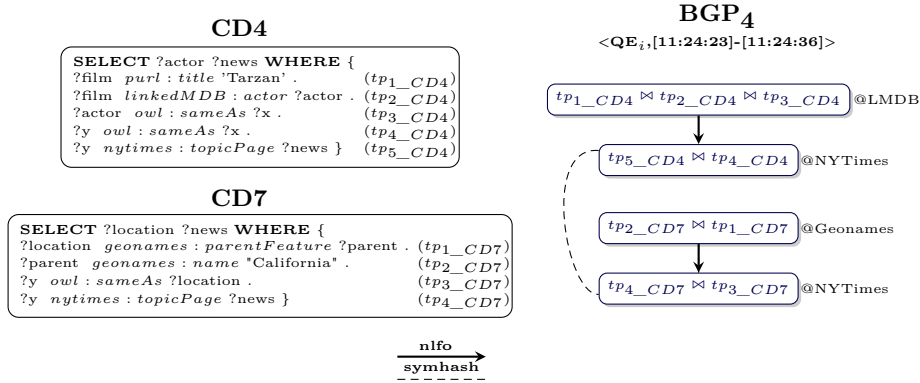 CD4
SELECT ?actor ?news WHERE {
?film purl : title 'Tarzan' . (tp1_CD4)
?film linkedMDB : actor ?actor . (tp2_CD4)
?actor owl : sameAs ?x . (tp3_CD4)
?y owl : sameAs ?x . (tp4_CD4)
?y nytimes : topicPage ?news } (tp5_CD4)
CD7
SELECT ?location ?news WHERE {
?location geonames : parentFeature ?parent . (tp1_CD7)
?parent geonames : name "California" . (tp2_CD7)
?y owl : sameAs ?location . (tp3_CD7)
?y nytimes : topicPage ?news } (tp4_CD7)
BGP4
<QEi,[11:24:23]-[11:24:36]>
tp1_CD4 ⋈ tp2_CD4 ⋈ tp3_CD4 @LMDB
tp5_CD4 ⋈ tp4_CD4 @NYTimes
tp2_CD7 ⋈ tp1_CD7 @Geonames
tp4_CD7 ⋈ tp3_CD7 @NYTimes
nlfo
symhash